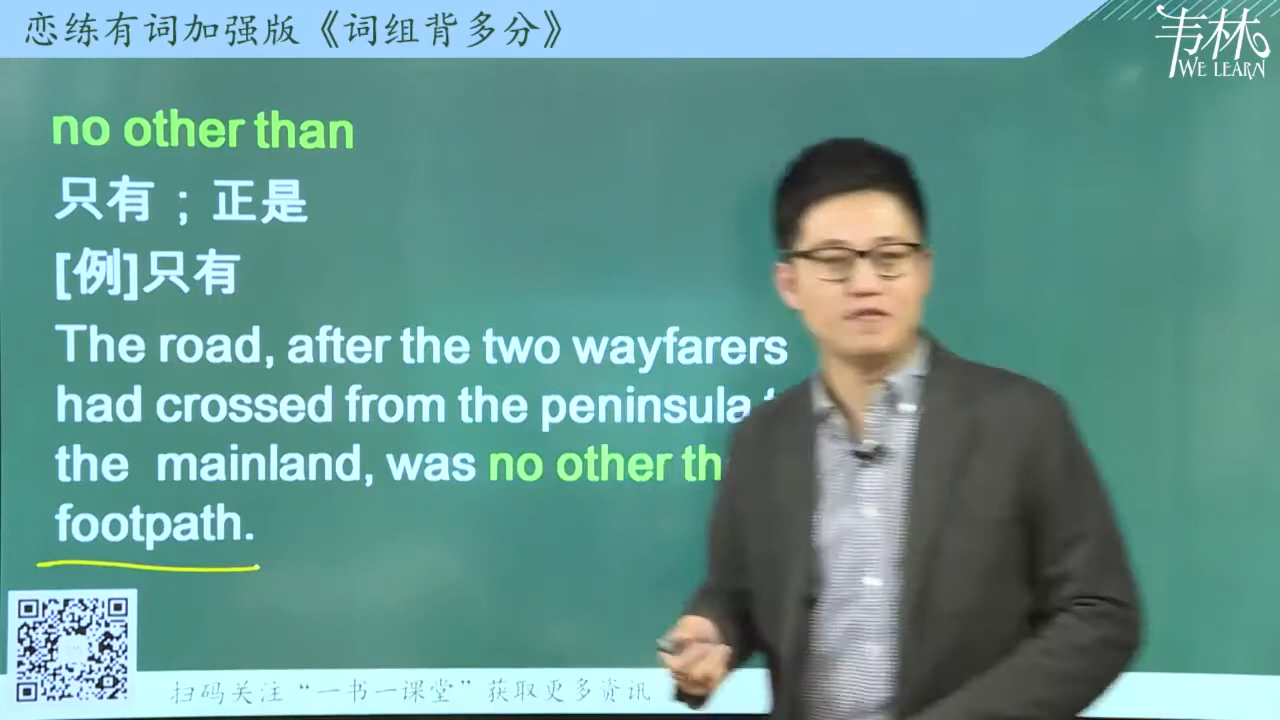 恋练有词加强版《词组背多分》
韦林
WE LEARN
no other than
只有；正是
[例]只有
The road, after the two wayfarers
had crossed from the peninsula
the mainland, was no other
footpath.
扫码关注“一书一课堂”获取更多资讯